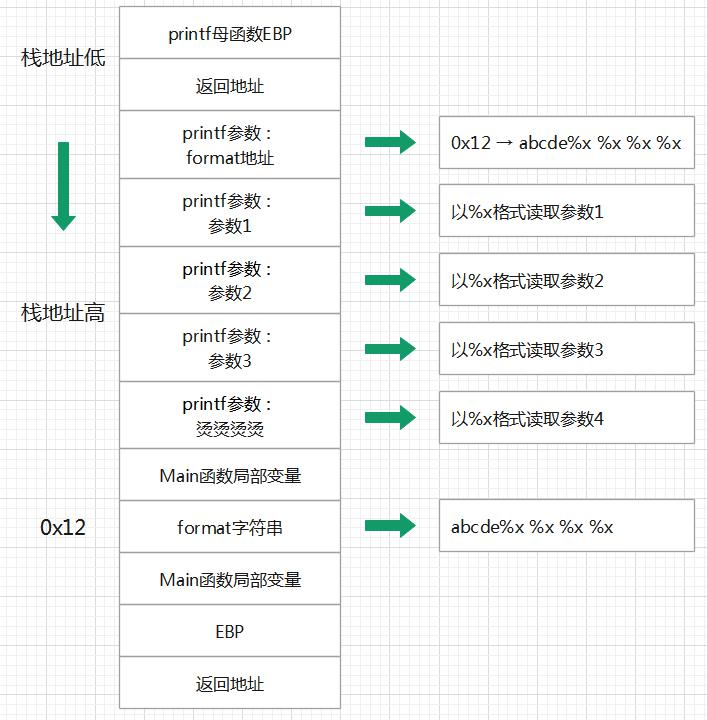 栈地址低
printf母函数EBP
返回地址
printf参数：
format地址
0x12 → abcde%x %x %x %x
printf参数：
参数1
以%x格式读取参数1
printf参数：
参数2
以%x格式读取参数2
栈地址高
printf参数：
参数3
以%x格式读取参数3
printf参数：
烫烫烫烫
以%x格式读取参数4
Main函数局部变量
0x12
format字符串
abcde%x %x %x %x
Main函数局部变量
EBP
返回地址